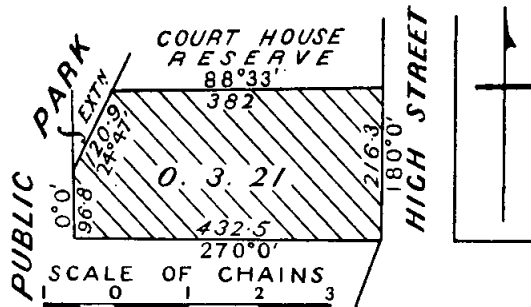 COURT HOUSE
RESERVE
88°33'
382
PUBLIC PARK
EXTN
120.9
24°47'
0°0'
96.8
0. 3. 21
216.3
180°0'
HIGH STREET
432.5
270°0'
SCALE OF CHAINS
1 0 1 2 3